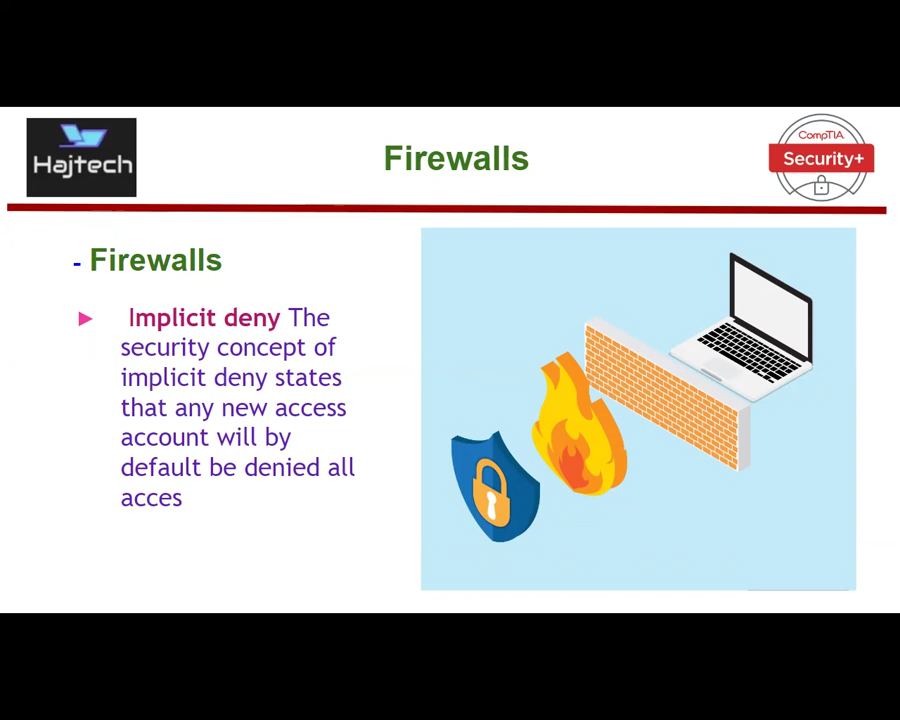 Hajtech
Firewalls
CompTIA
Security+
- Firewalls
Implicit deny The
security concept of
implicit deny states
that any new access
account will by
default be denied all
acces